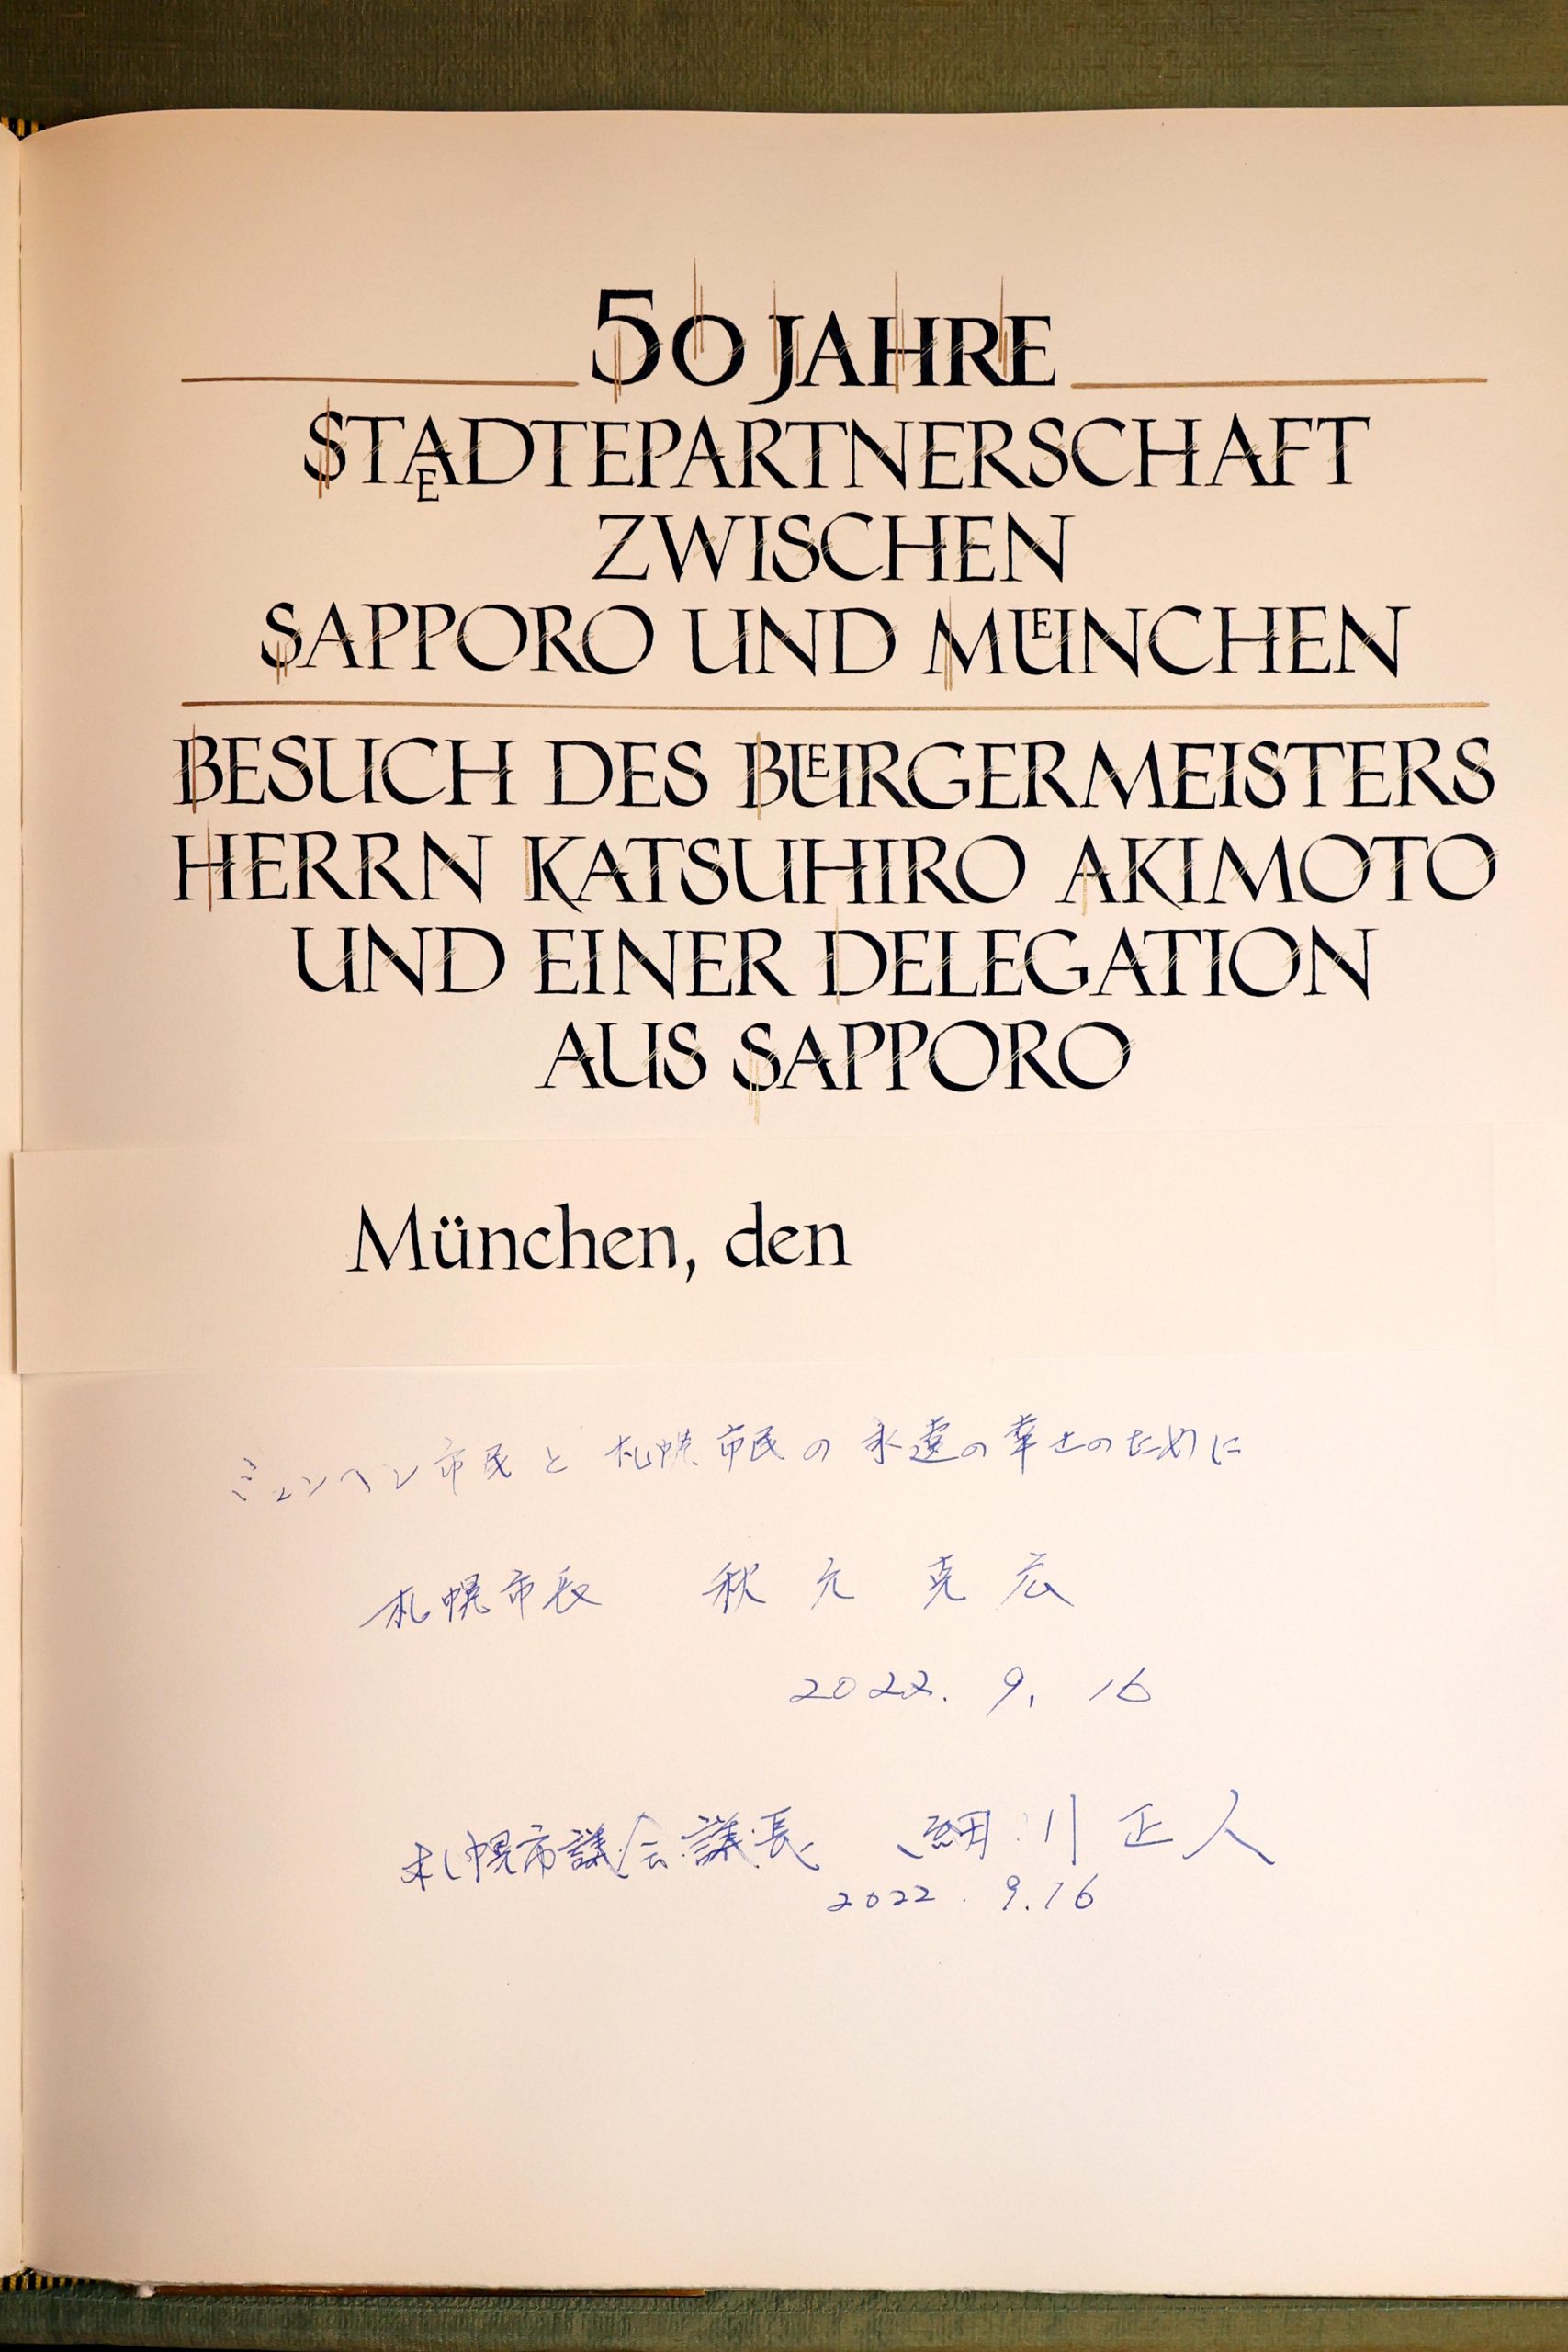 50 JAHRE
STÄDTEPARTNERSCHAFT
ZWISCHEN
SAPPORO UND MÜNCHEN
BESUCH DES BÜRGERMEISTERS
HERRN KATSUHIRO AKIMOTO
UND EINER DELEGATION
AUS SAPPORO
München, den
ミュンヘン市民と札幌市民の永遠の幸せのために
札幌市長 秋元克広
2022. 9. 16
札幌市議会議長 細川正人
2022. 9.16